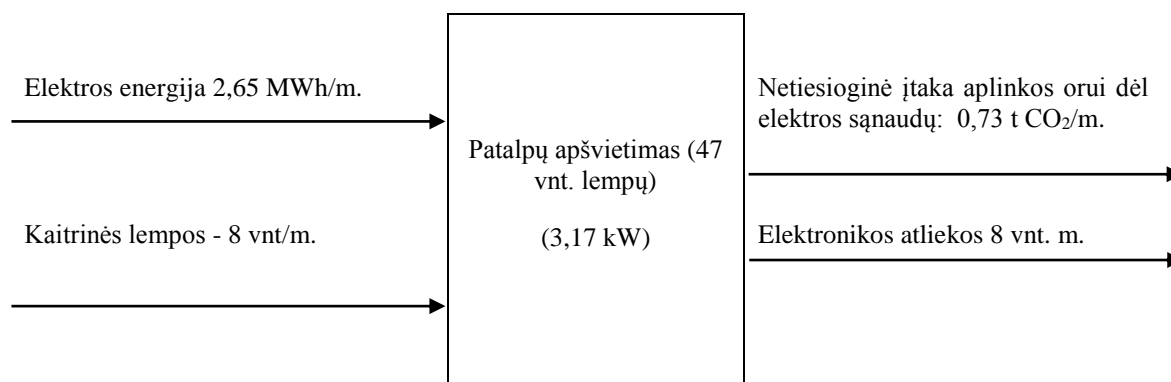 Elektros energija 2,65 MWh/m.
Kaitrinės lempos - 8 vnt/m.
Patalpų apšvietimas (47
vnt. lempų)
(3,17 kW)
Netiesioginė įtaka aplinkos orui dėl
elektros sąnaudų: 0,73 t CO₂/m.
Elektronikos atliekos 8 vnt. m.